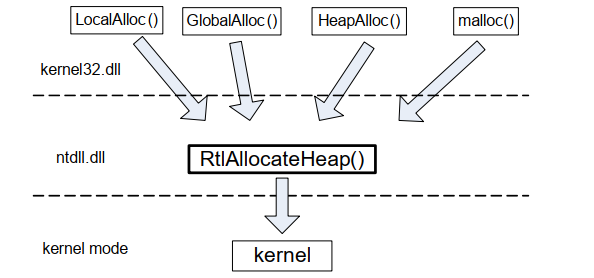 LocalAlloc()
GlobalAlloc()
HeapAlloc()
malloc()
kernel32.dll
ntdll.dll
RtlAllocateHeap()
kernel mode
kernel